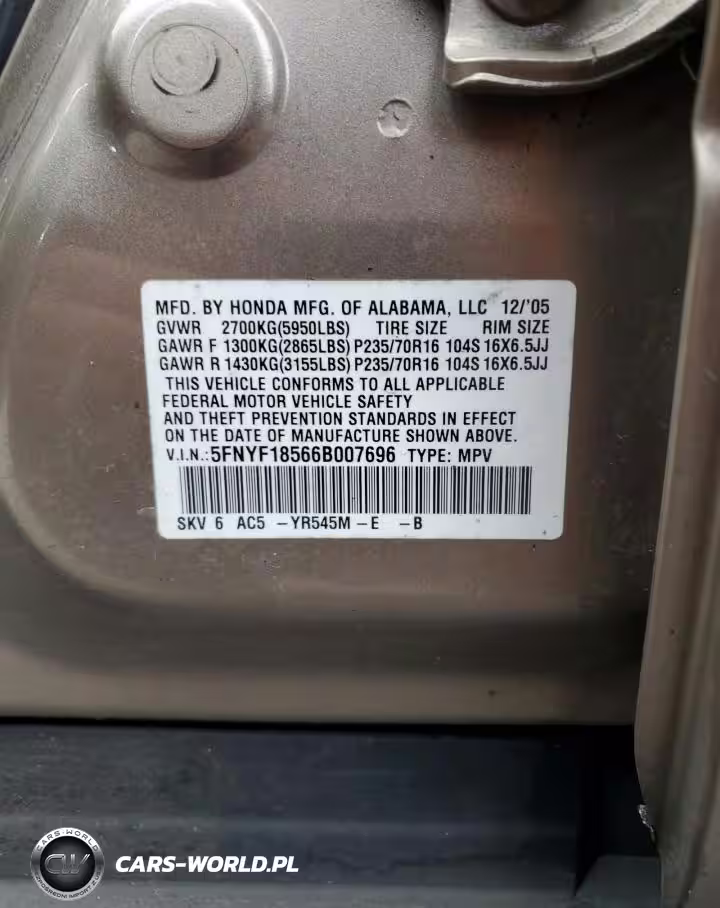 MFD. BY HONDA MFG. OF ALABAMA, LLC 12/'05
GVWR 2700KG(5950LBS) TIRE SIZE RIM SIZE
GAWR F 1300KG(2865LBS) P235/70R16 104S 16X6.5JJ
GAWR R 1430KG(3155LBS) P235/70R16 104S 16X6.5JJ
THIS VEHICLE CONFORMS TO ALL APPLICABLE
FEDERAL MOTOR VEHICLE SAFETY
AND THEFT PREVENTION STANDARDS IN EFFECT
ON THE DATE OF MANUFACTURE SHOWN ABOVE.
V.I.N.:5FNYF18566B007696 TYPE: MPV
SKV 6 AC5 -YR545M -E -B
CARS-WORLD
CW
CARS-WORLD.PL